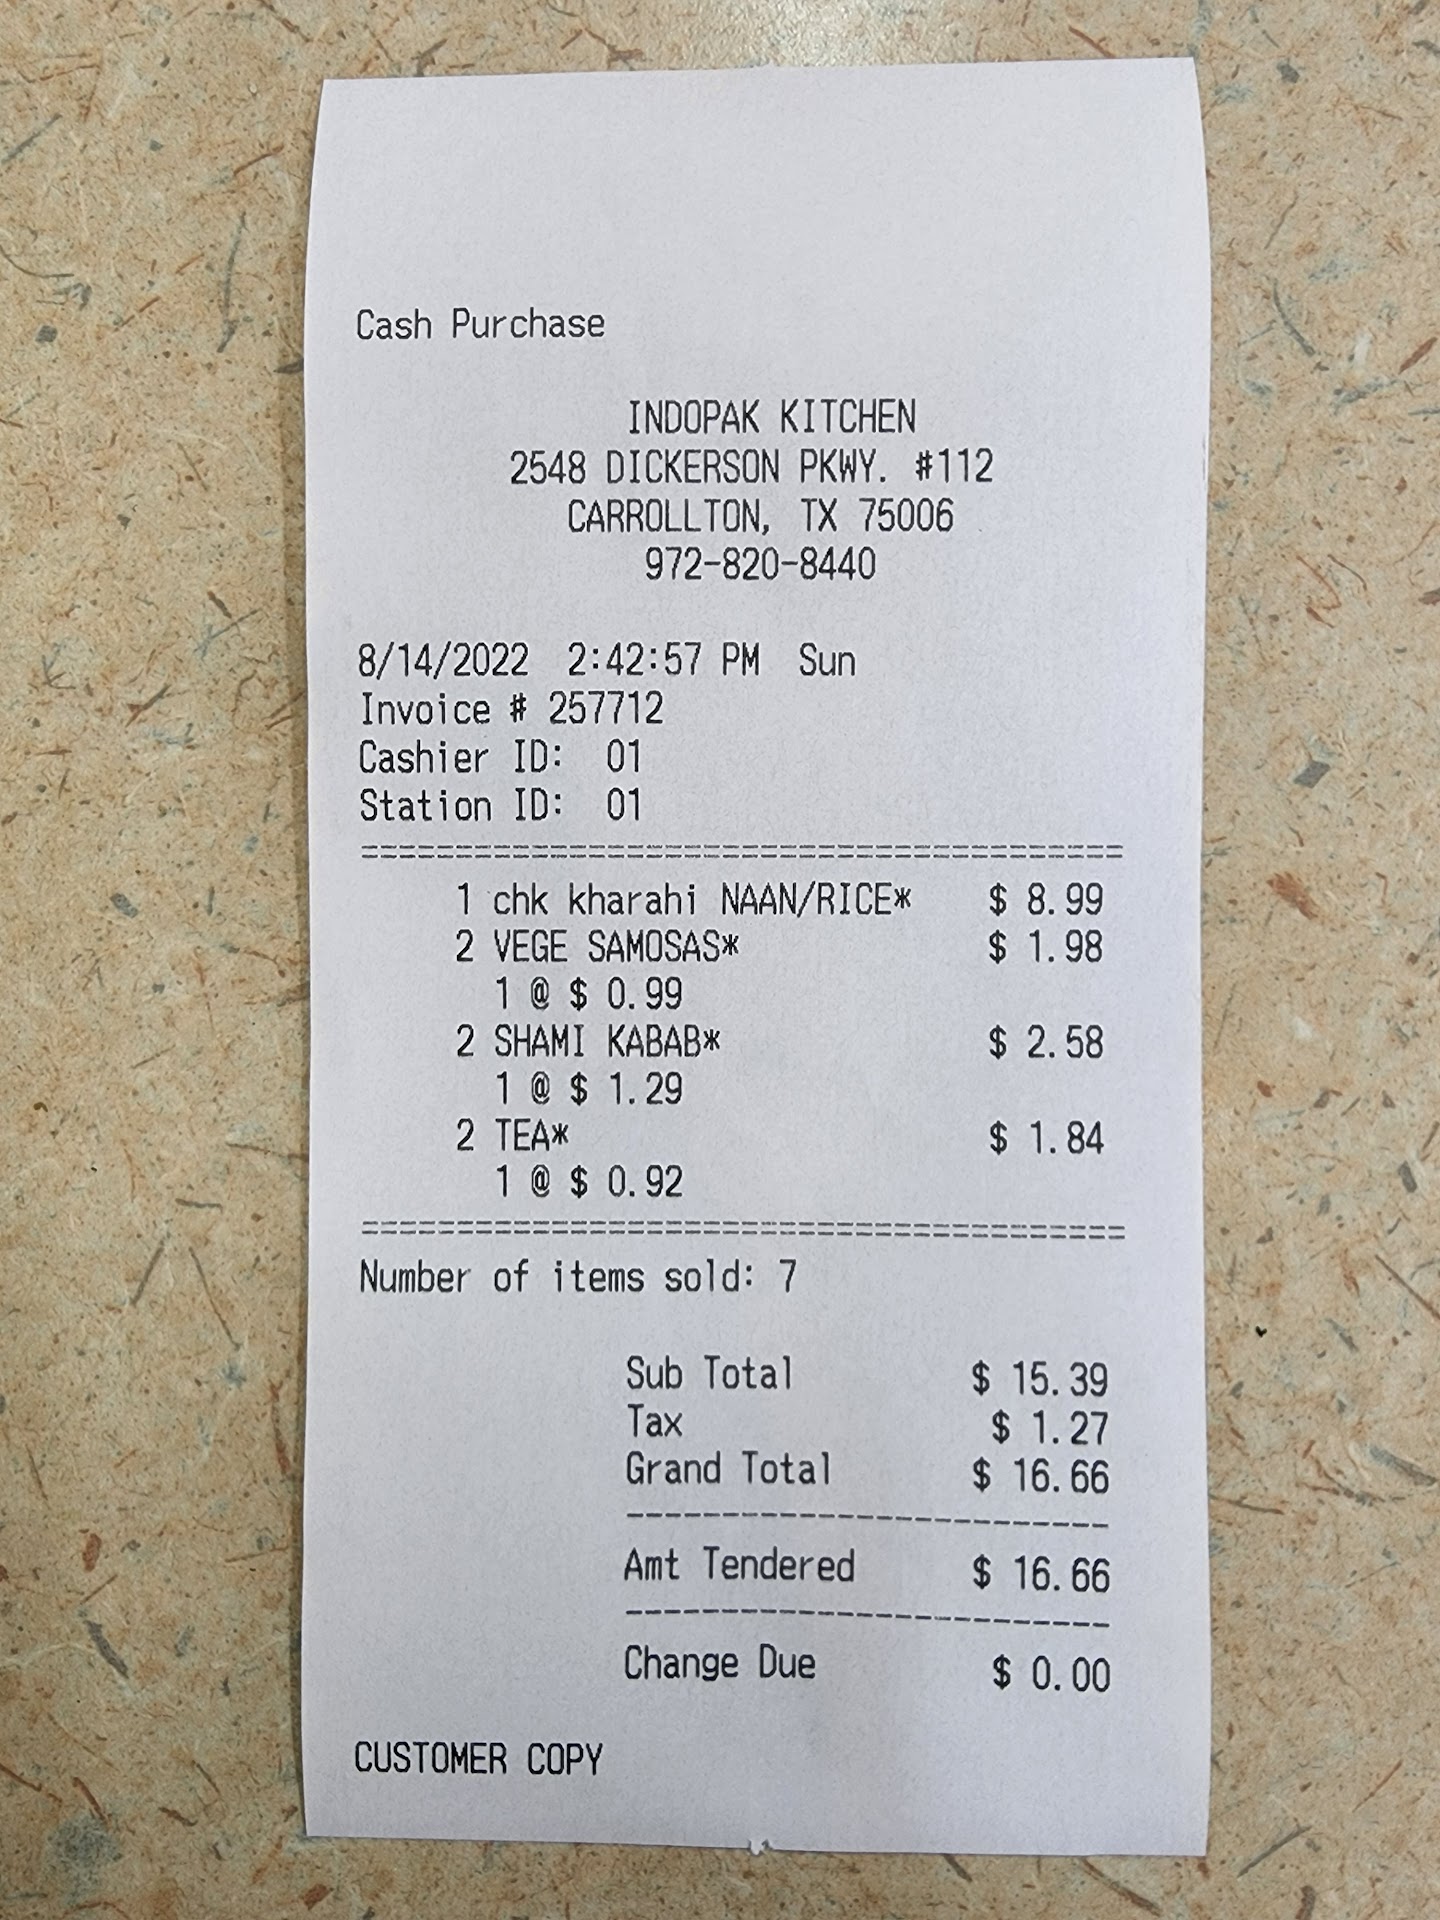 Cash Purchase
INDOPAK KITCHEN
2548 DICKERSON PKWY. #112
CARROLLTON, TX 75006
972-820-8440
8/14/2022 2:42:57 PM Sun
Invoice # 257712
Cashier ID: 01
Station ID: 01
========================================
1 chk kharahi NAAN/RICE* $ 8.99
2 VEGE SAMOSAS* $ 1.98
1 @ $ 0.99
2 SHAMI KABAB* $ 2.58
1 @ $ 1.29
2 TEA* $ 1.84
1 @ $ 0.92
========================================
Number of items sold: 7
Sub Total $ 15.39
Tax $ 1.27
Grand Total $ 16.66
-------------------------
Amt Tendered $ 16.66
-------------------------
Change Due $ 0.00
CUSTOMER COPY